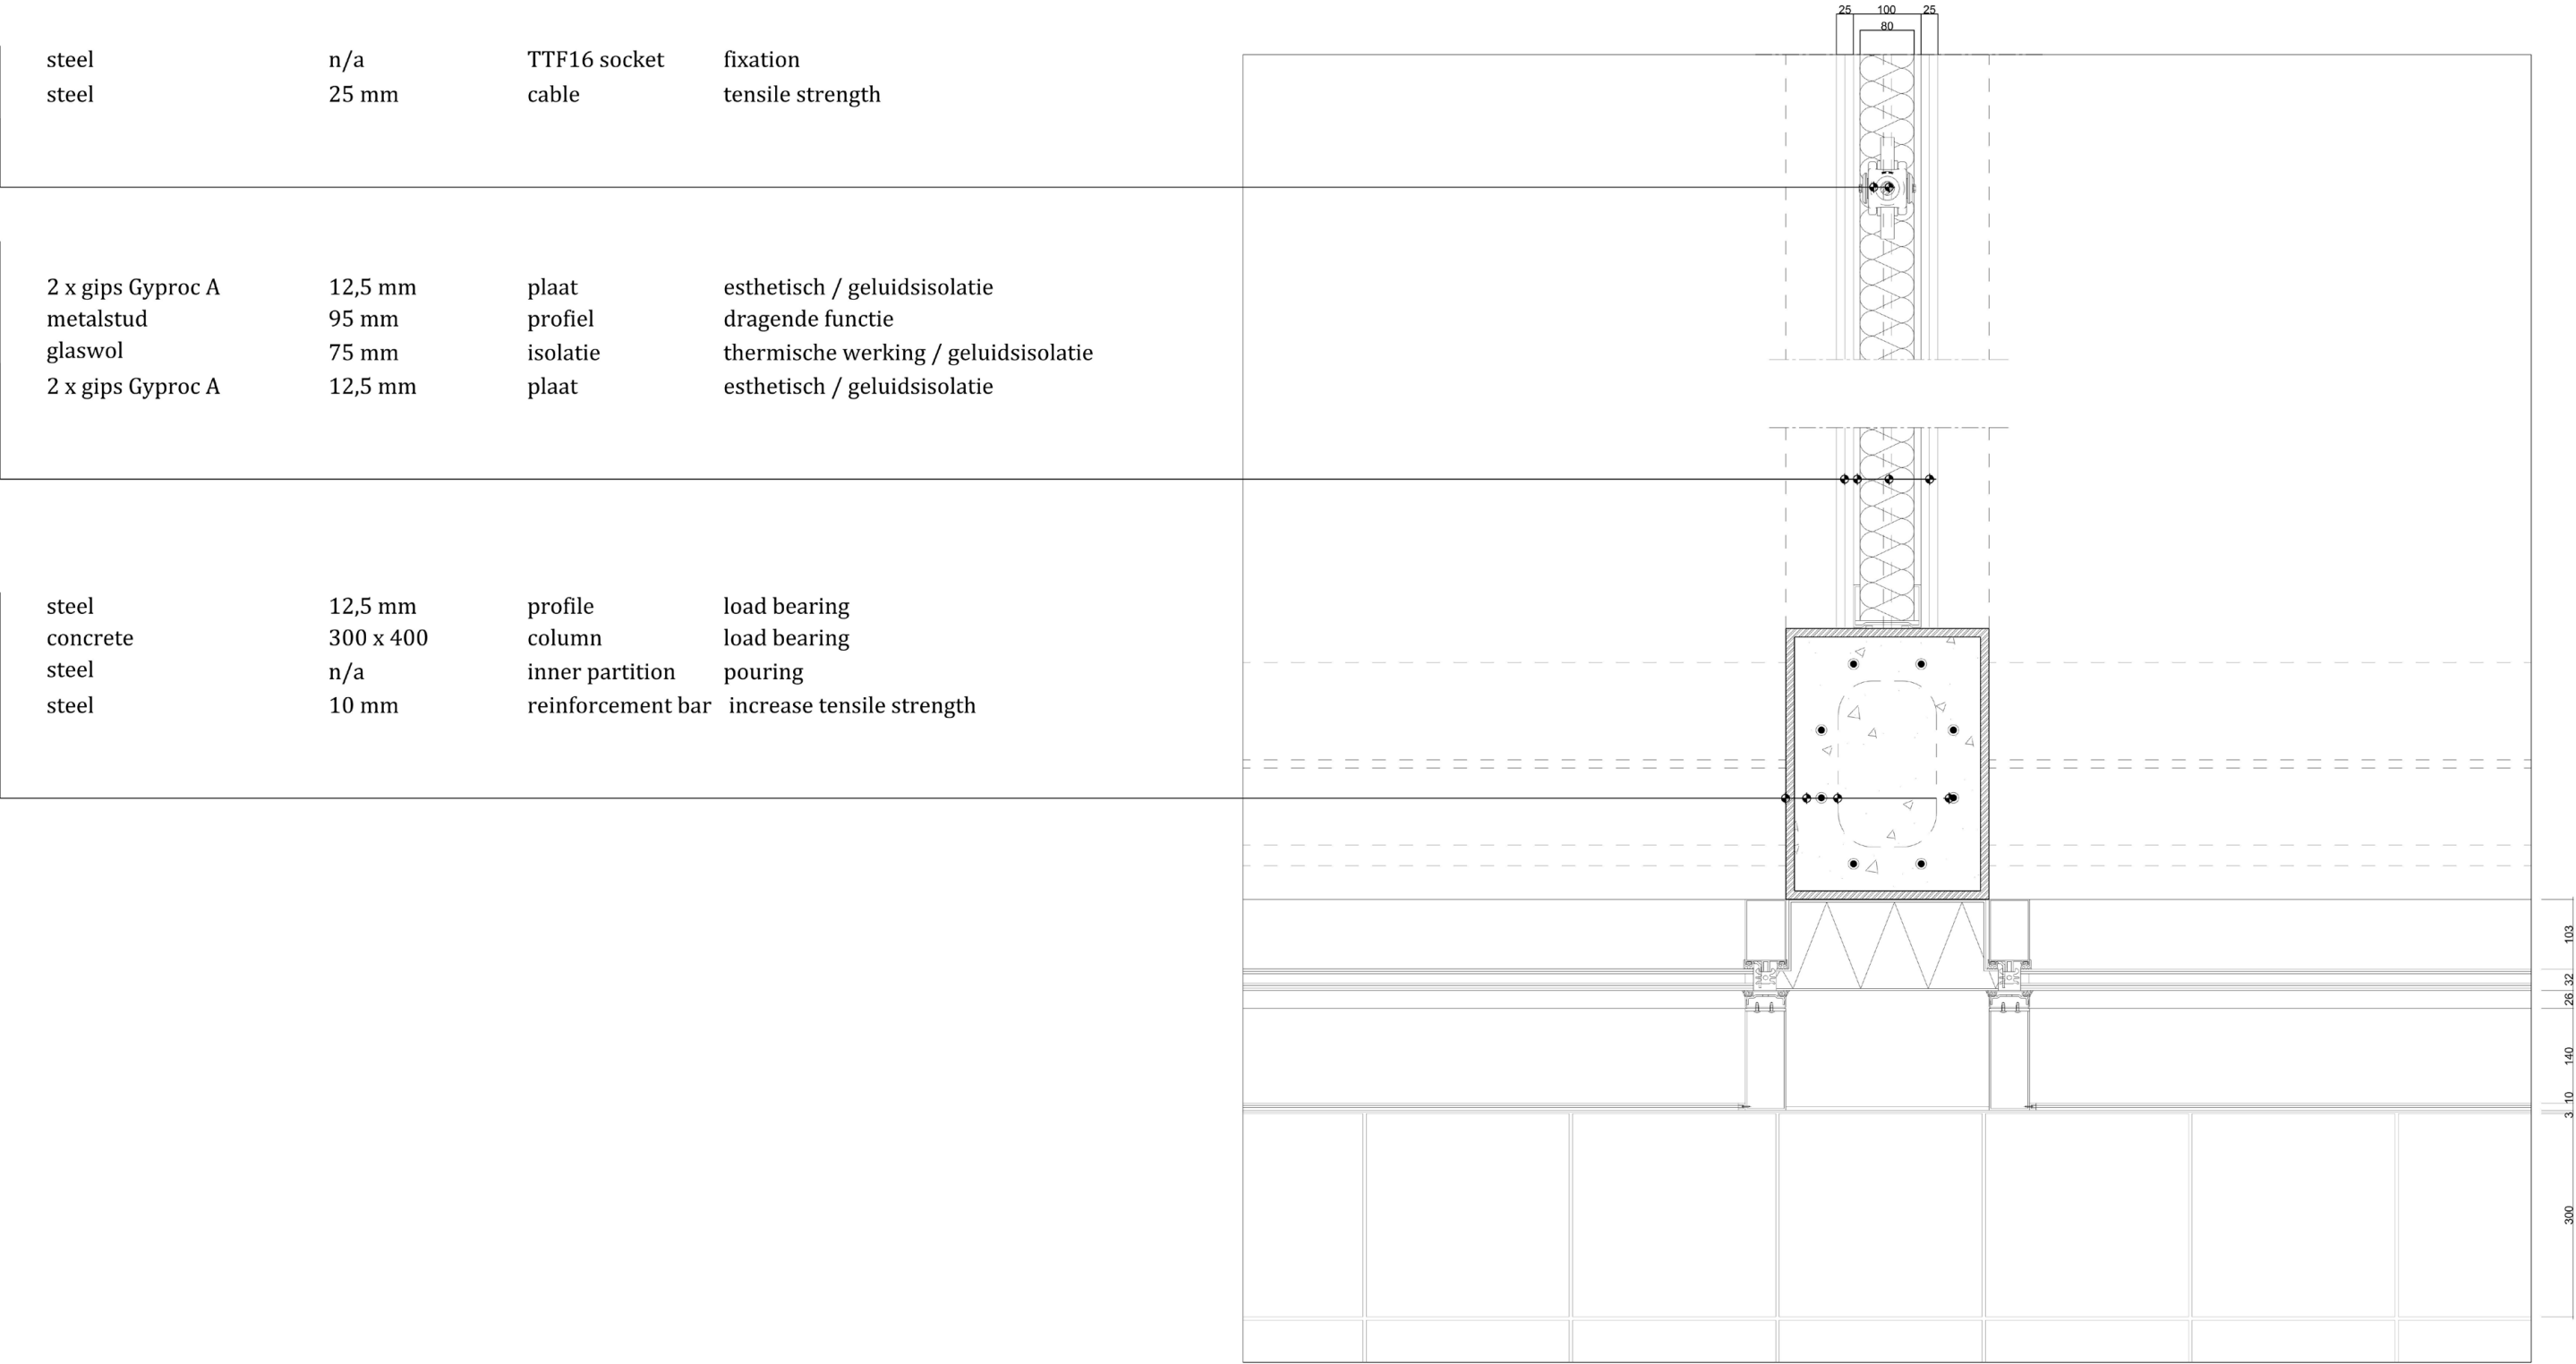 25 100 25
80
steel n/a TTF16 socket fixation
steel 25 mm cable tensile strength
2 x gips Gyproc A 12,5 mm plaat esthetisch / geluidsisolatie
metalstud 95 mm profiel dragende functie
glaswol 75 mm isolatie thermische werking / geluidsisolatie
2 x gips Gyproc A 12,5 mm plaat esthetisch / geluidsisolatie
steel 12,5 mm profile load bearing
concrete 300 x 400 column load bearing
steel n/a inner partition pouring
steel 10 mm reinforcement bar increase tensile strength
103
32
26
140
10
3
300